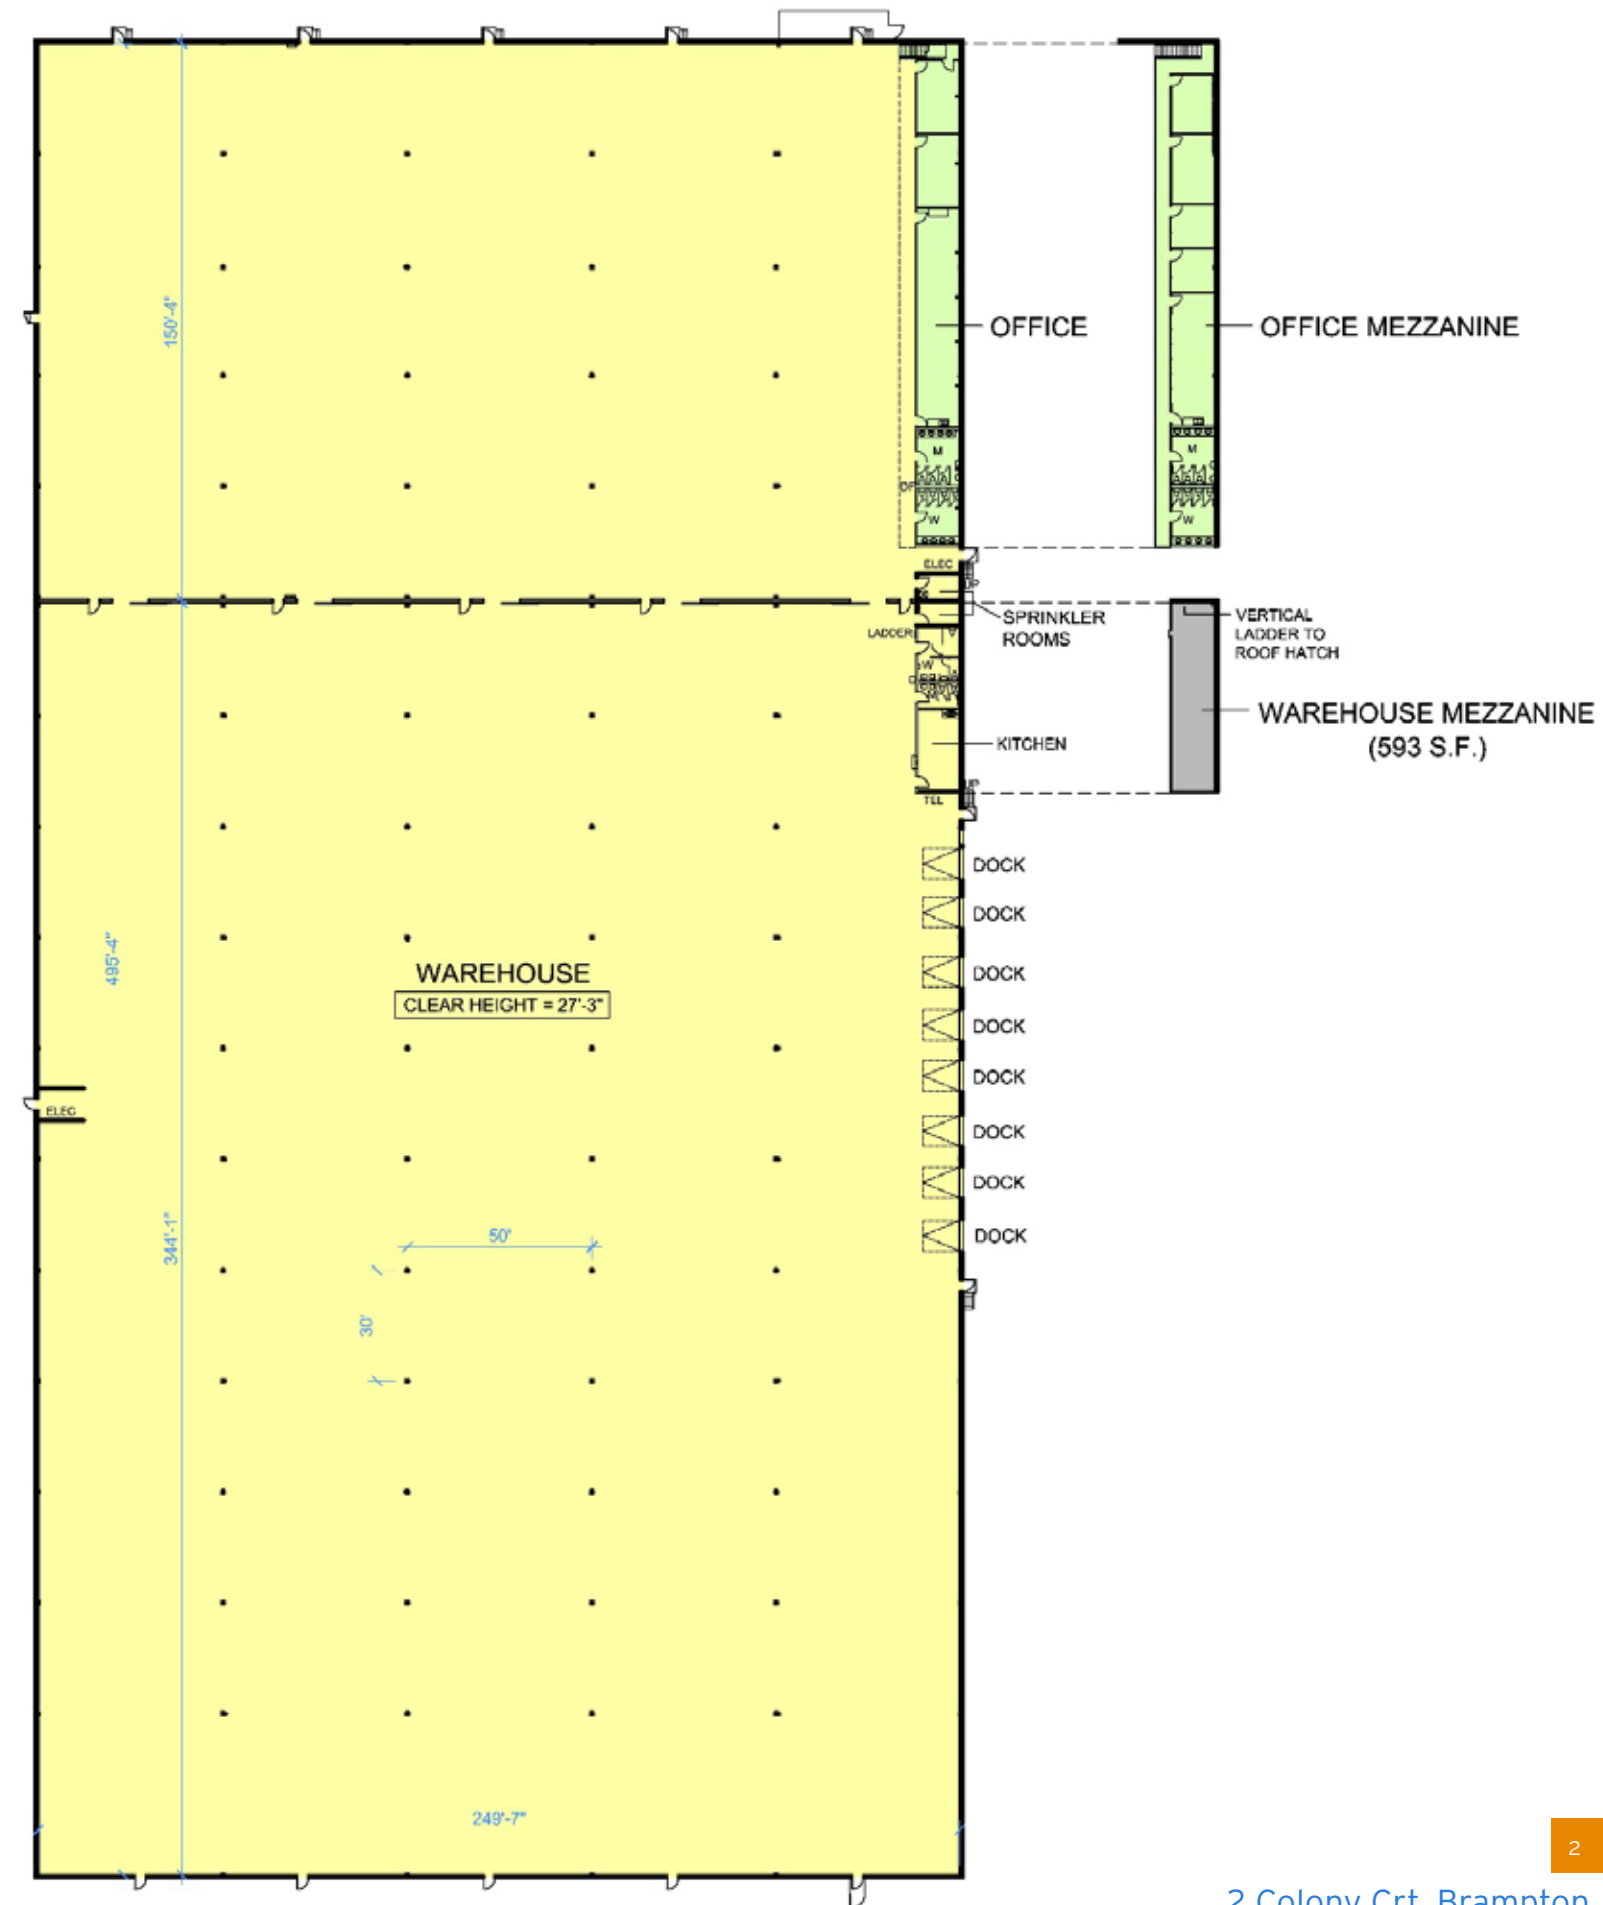 150'-4"
OFFICE
OFFICE MEZZANINE
M
M
W
W
ELEC
UP
SPRINKLER
ROOMS
LADDER
VERTICAL
LADDER TO
ROOF HATCH
W
M
WAREHOUSE MEZZANINE
(593 S.F.)
KITCHEN
UP
TEL
DOCK
DOCK
495'-4"
WAREHOUSE
CLEAR HEIGHT = 27'-3"
DOCK
DOCK
DOCK
ELEC
DOCK
DOCK
344'-1"
50'
DOCK
30'
249'-7"
2
2 Colony Crt, Brampton